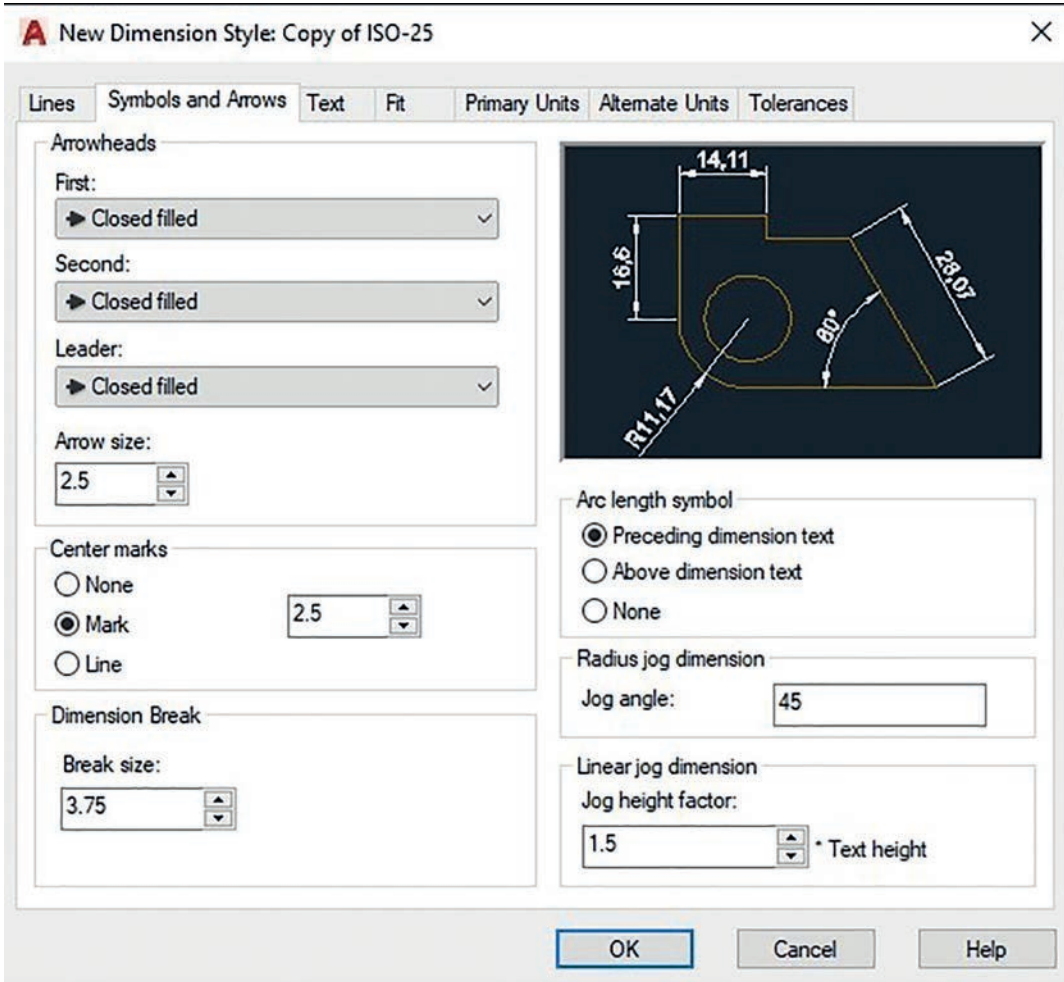 New Dimension Style: Copy of ISO-25
Lines Symbols and Arrows Text Fit Primary Units Alternate Units Tolerances
Arrowheads
First:
Closed filled
Second:
Closed filled
Leader:
Closed filled
Arrow size:
2.5
Center marks
None
Mark
Line
2.5
Dimension Break
Break size:
3.75
14,11
16,6
28,07
60°
R11,17
Arc length symbol
Preceding dimension text
Above dimension text
None
Radius jog dimension
Jog angle:
45
Linear jog dimension
Jog height factor:
1.5
* Text height
OK Cancel Help